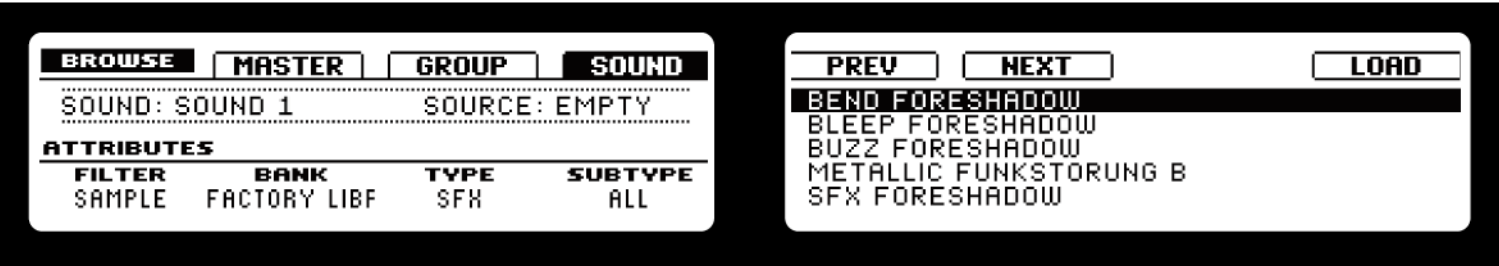 BROWSE MASTER GROUP SOUND
SOUND: SOUND 1 SOURCE: EMPTY
ATTRIBUTES
FILTER BANK TYPE SUBTYPE
SAMPLE FACTORY LIBF SFX ALL
PREV NEXT LOAD
BEND FORESHADOW
BLEEP FORESHADOW
BUZZ FORESHADOW
METALLIC FUNKSTORUNG B
SFX FORESHADOW